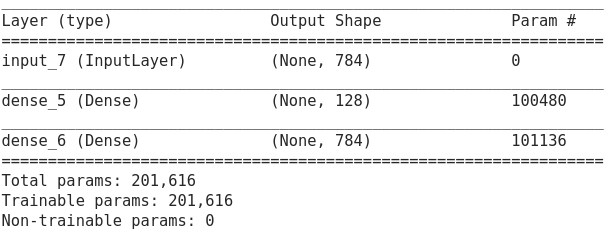 Layer (type) Output Shape Param #
=================================================================
input_7 (InputLayer) (None, 784) 0
_________________________________________________________________
dense_5 (Dense) (None, 128) 100480
_________________________________________________________________
dense_6 (Dense) (None, 784) 101136
=================================================================
Total params: 201,616
Trainable params: 201,616
Non-trainable params: 0